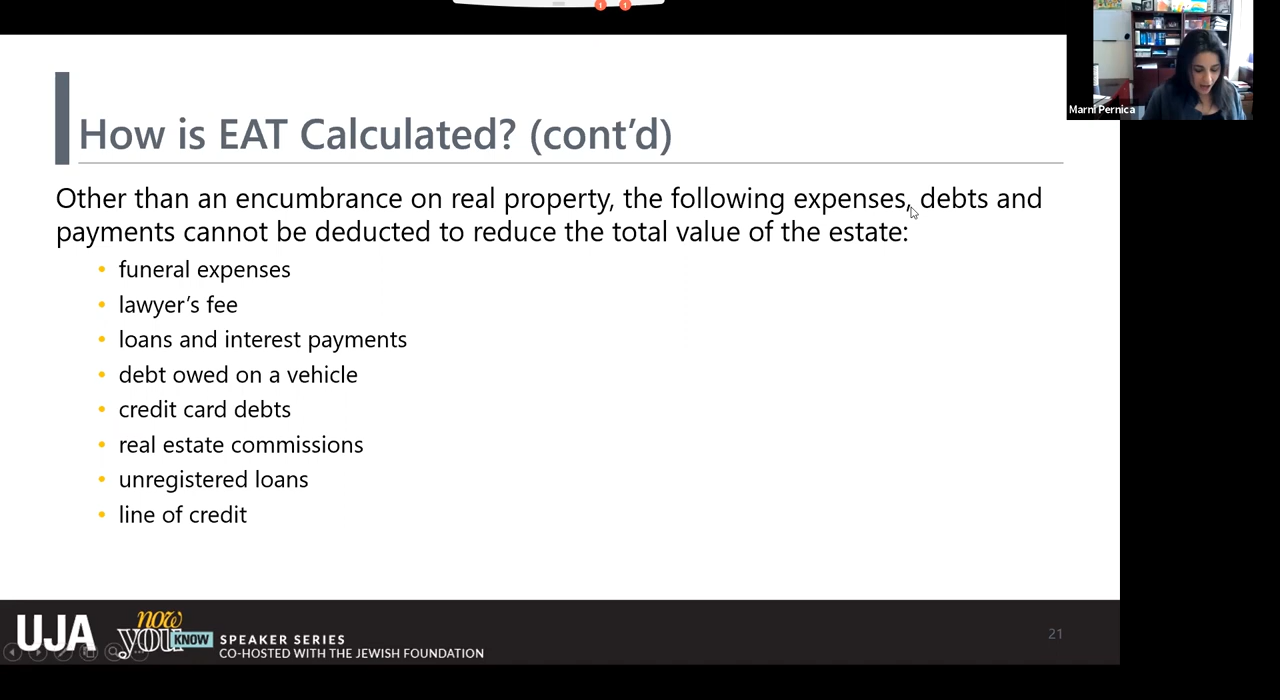 Marni Pernica
How is EAT Calculated? (cont’d)
Other than an encumbrance on real property, the following expenses, debts and
payments cannot be deducted to reduce the total value of the estate:
• funeral expenses
• lawyer’s fee
• loans and interest payments
• debt owed on a vehicle
• credit card debts
• real estate commissions
• unregistered loans
• line of credit
UJA
now
you KNOW
SPEAKER SERIES
CO-HOSTED WITH THE JEWISH FOUNDATION
21